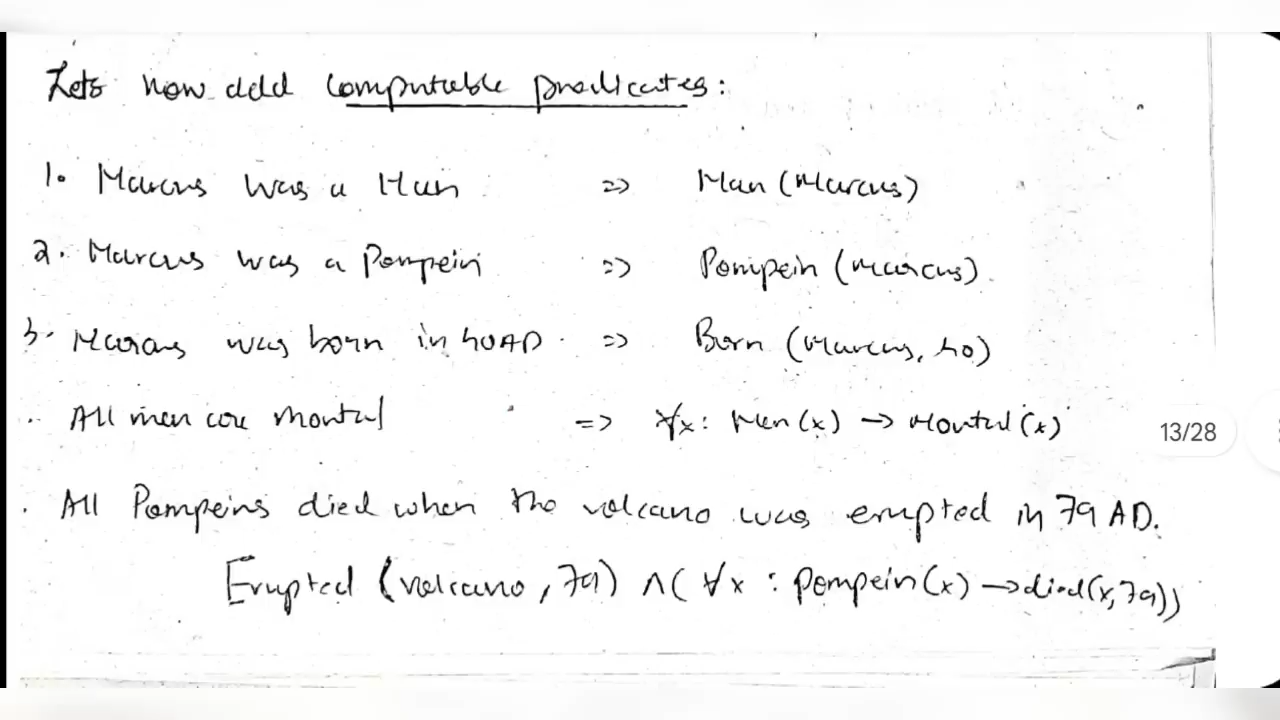 Lets now add computable predicates:
1. Marcus was a Man => Man (Marcus)
2. Marcus was a Pompein => Pompein (Marcus).
3. Marcus was born in 40AD. => Born (Marcus, 40)
. All men are Mortal => ∀x: Men(x) → Mortal(x)
13/28
. All Pompeins died when the volcano was erupted in 79 AD.
Erupted (volcano, 79) ∧ (∀x : pompein(x) → died(x, 79))